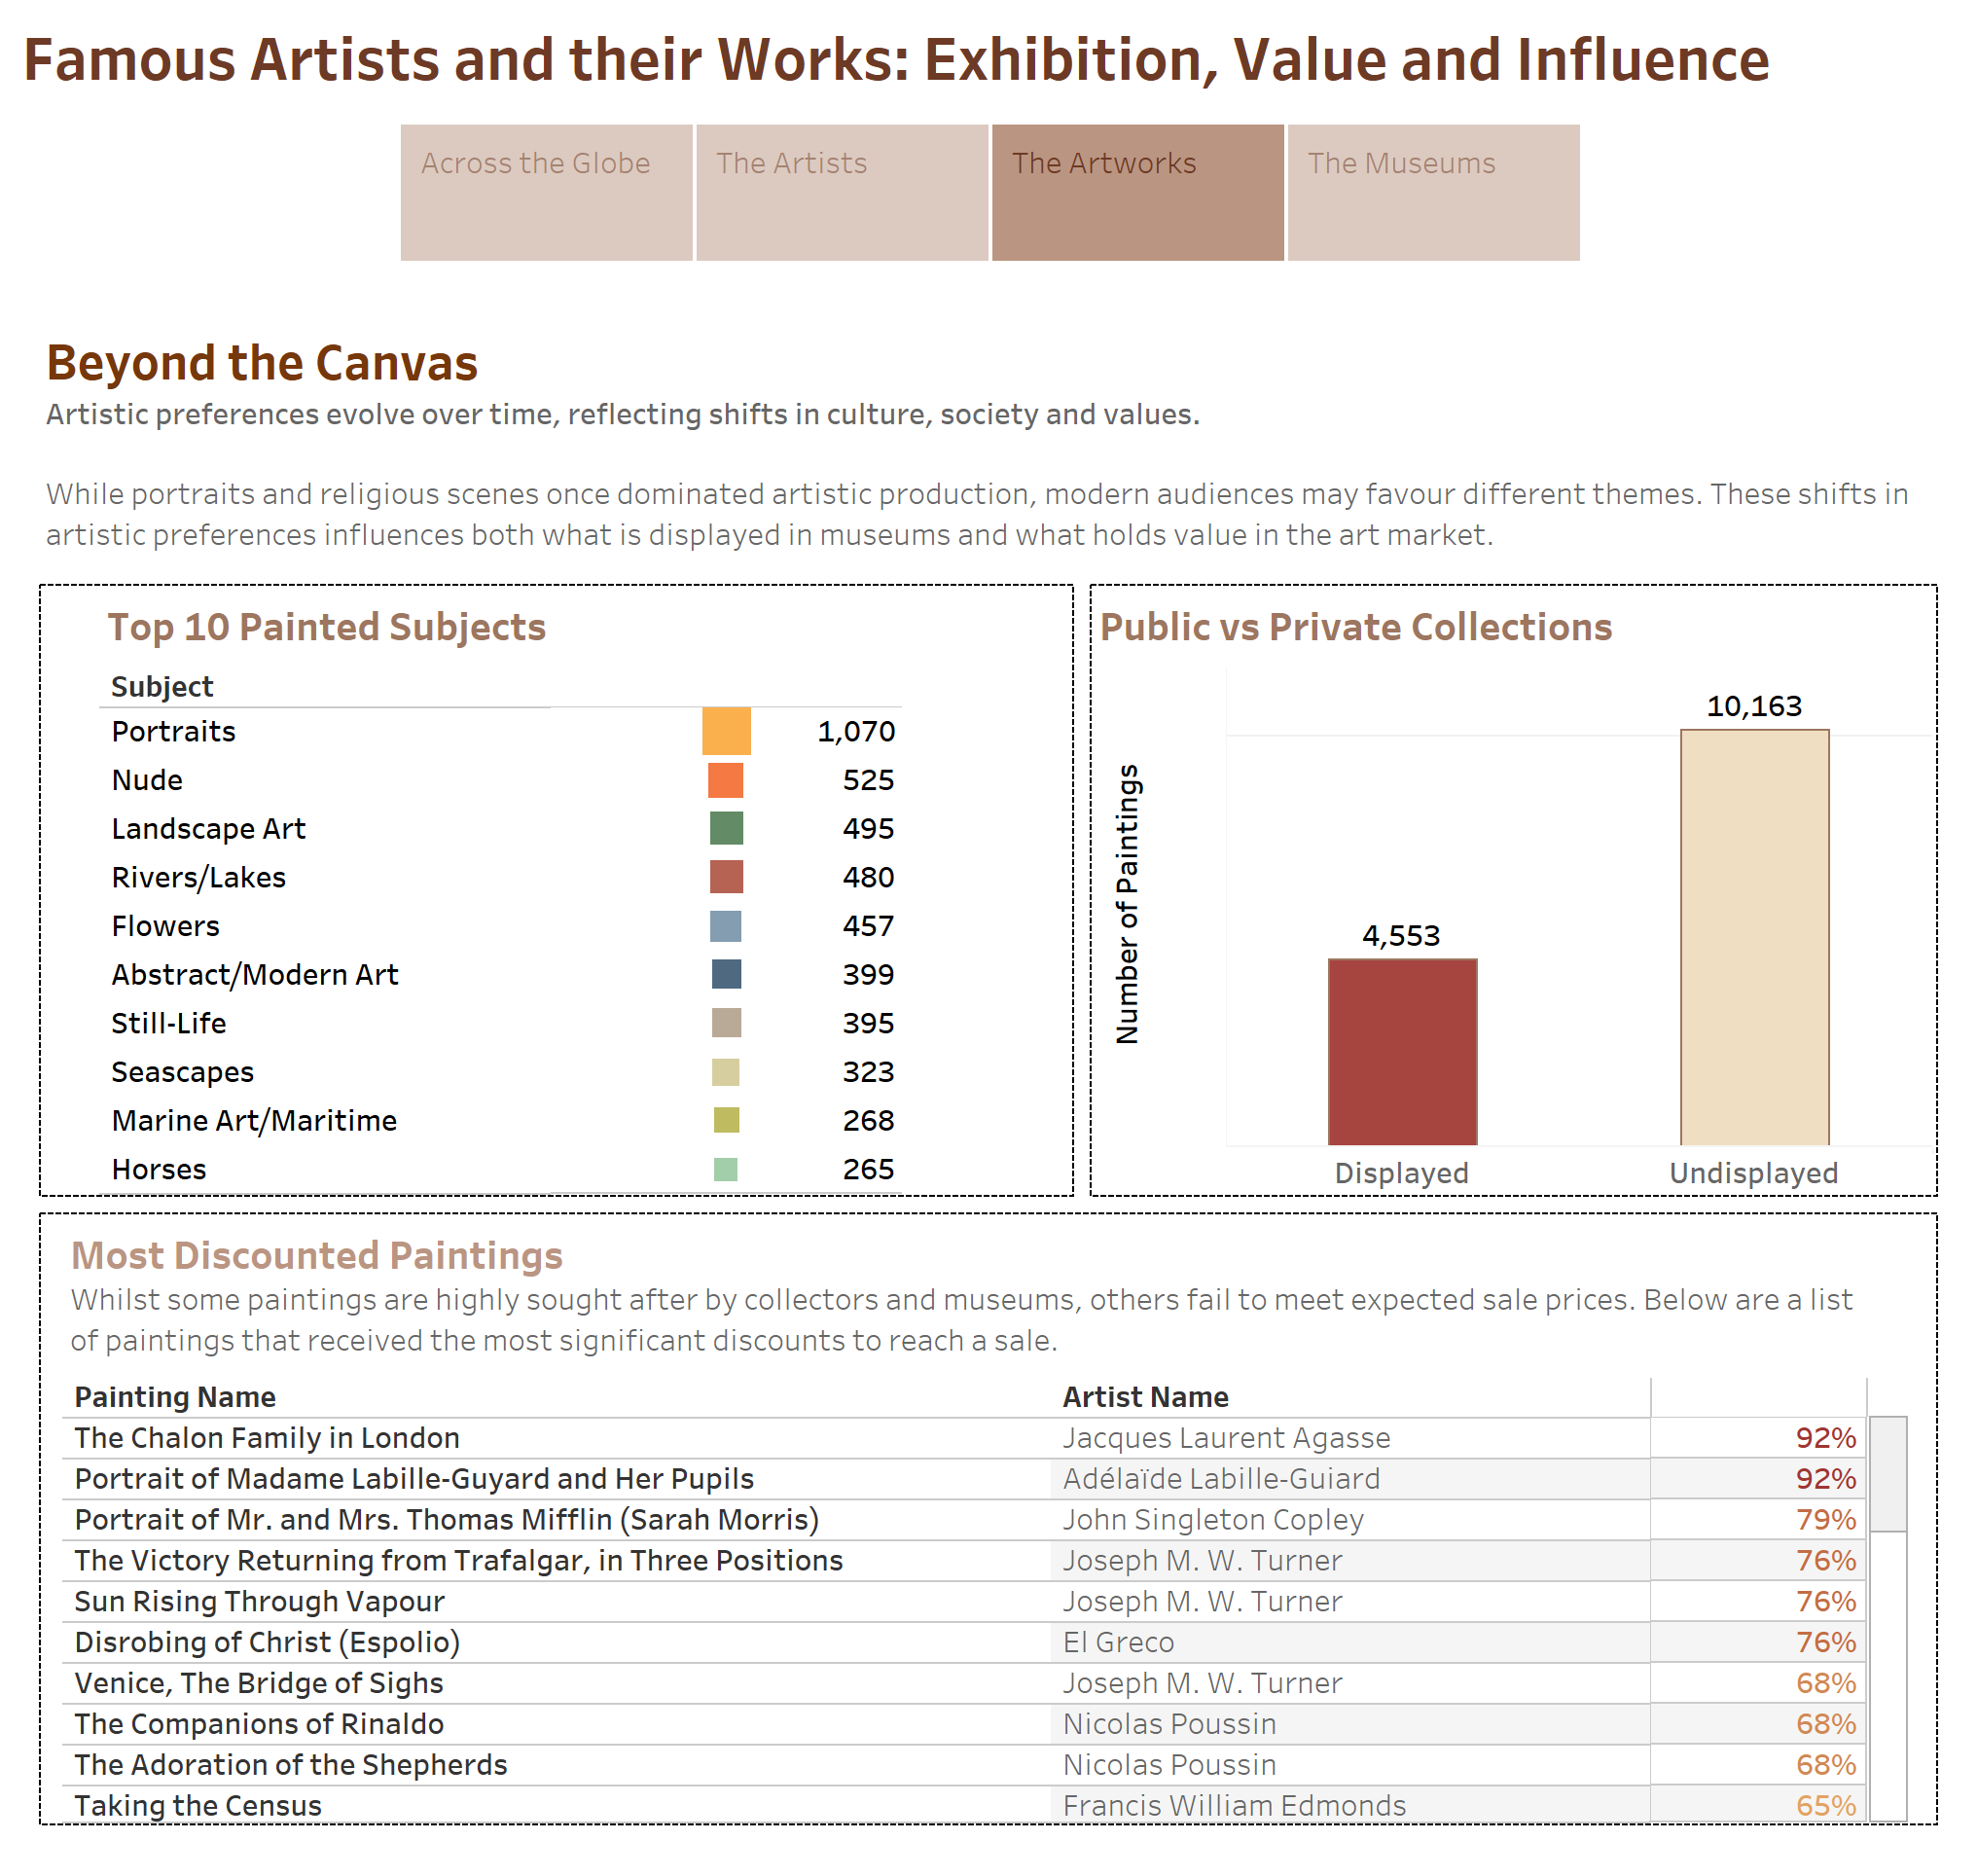 Famous Artists and their Works: Exhibition, Value and Influence
Across the Globe
The Artists
The Artworks
The Museums
Beyond the Canvas
Artistic preferences evolve over time, reflecting shifts in culture, society and values.
While portraits and religious scenes once dominated artistic production, modern audiences may favour different themes. These shifts in
artistic preferences influences both what is displayed in museums and what holds value in the art market.
Top 10 Painted Subjects
Subject
Portraits 1,070
Nude 525
Landscape Art 495
Rivers/Lakes 480
Flowers 457
Abstract/Modern Art 399
Still-Life 395
Seascapes 323
Marine Art/Maritime 268
Horses 265
Public vs Private Collections
Number of Paintings
10,163
4,553
Displayed
Undisplayed
Most Discounted Paintings
Whilst some paintings are highly sought after by collectors and museums, others fail to meet expected sale prices. Below are a list
of paintings that received the most significant discounts to reach a sale.
Painting Name Artist Name
The Chalon Family in London Jacques Laurent Agasse 92%
Portrait of Madame Labille-Guyard and Her Pupils Adélaïde Labille-Guiard 92%
Portrait of Mr. and Mrs. Thomas Mifflin (Sarah Morris) John Singleton Copley 79%
The Victory Returning from Trafalgar, in Three Positions Joseph M. W. Turner 76%
Sun Rising Through Vapour Joseph M. W. Turner 76%
Disrobing of Christ (Espolio) El Greco 76%
Venice, The Bridge of Sighs Joseph M. W. Turner 68%
The Companions of Rinaldo Nicolas Poussin 68%
The Adoration of the Shepherds Nicolas Poussin 68%
Taking the Census Francis William Edmonds 65%